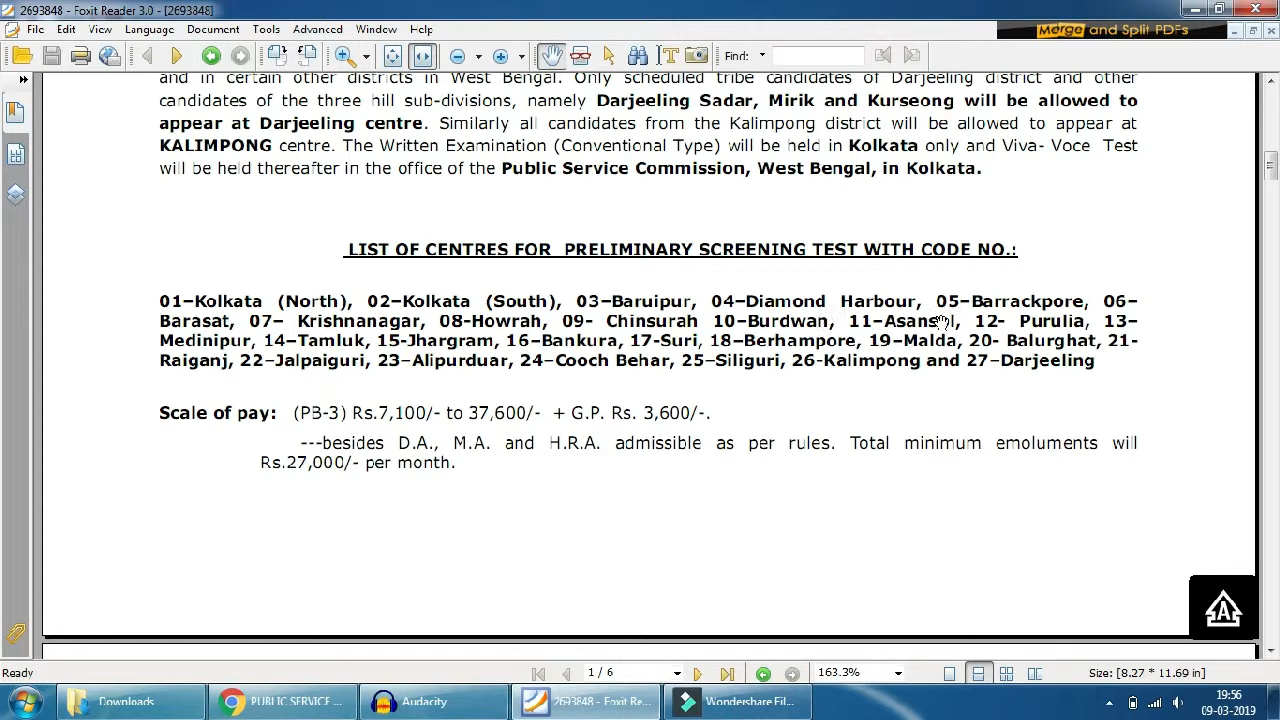 2693848 - Foxit Reader 3.0 - [2693848]
File Edit View Language Document Tools Advanced Window Help
Merge and Split PDFs
Find:
and in certain other districts in West Bengal. Only scheduled tribe candidates of Darjeeling district and other
candidates of the three hill sub-divisions, namely Darjeeling Sadar, Mirik and Kurseong will be allowed to
appear at Darjeeling centre. Similarly all candidates from the Kalimpong district will be allowed to appear at
KALIMPONG centre. The Written Examination (Conventional Type) will be held in Kolkata only and Viva- Voce Test
will be held thereafter in the office of the Public Service Commission, West Bengal, in Kolkata.
LIST OF CENTRES FOR PRELIMINARY SCREENING TEST WITH CODE NO.:
01–Kolkata (North), 02–Kolkata (South), 03–Baruipur, 04–Diamond Harbour, 05–Barrackpore, 06–
Barasat, 07– Krishnanagar, 08-Howrah, 09- Chinsurah 10–Burdwan, 11–Asansol, 12- Purulia, 13–
Medinipur, 14–Tamluk, 15-Jhargram, 16–Bankura, 17-Suri, 18–Berhampore, 19–Malda, 20- Balurghat, 21-
Raiganj, 22–Jalpaiguri, 23–Alipurduar, 24–Cooch Behar, 25–Siliguri, 26-Kalimpong and 27–Darjeeling
Scale of pay: (PB-3) Rs.7,100/- to 37,600/- + G.P. Rs. 3,600/-.
---besides D.A., M.A. and H.R.A. admissible as per rules. Total minimum emoluments will
Rs.27,000/- per month.
Ready 1 / 6 163.3% Size: [8.27 * 11.69 in]
Downloads PUBLIC SERVICE ... Audacity 2693848 - Foxit Re... Wondershare Fil... 19:56
09-03-2019